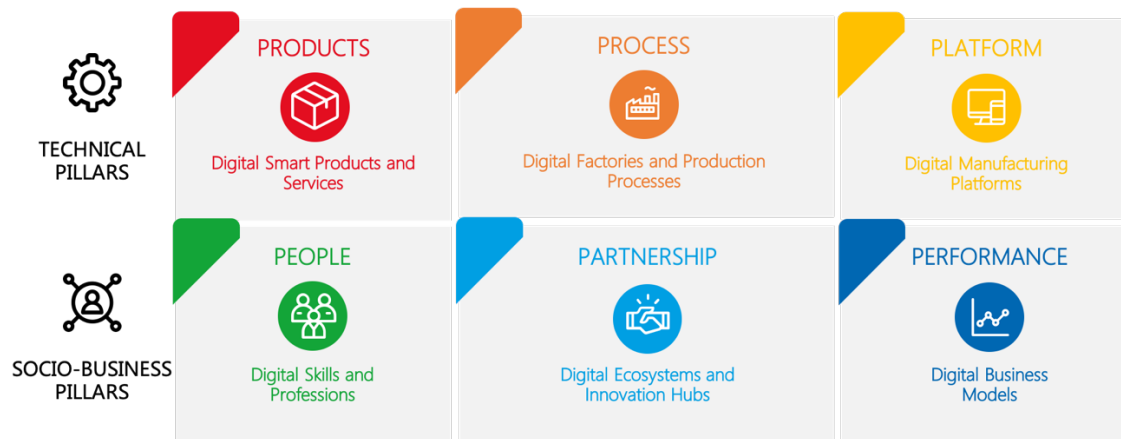 PRODUCTS
PROCESS
PLATFORM
TECHNICAL
PILLARS
Digital Smart Products and
Services
Digital Factories and Production
Processes
Digital Manufacturing
Platforms
PEOPLE
PARTNERSHIP
PERFORMANCE
SOCIO-BUSINESS
PILLARS
Digital Skills and
Professions
Digital Ecosystems and
Innovation Hubs
Digital Business
Models